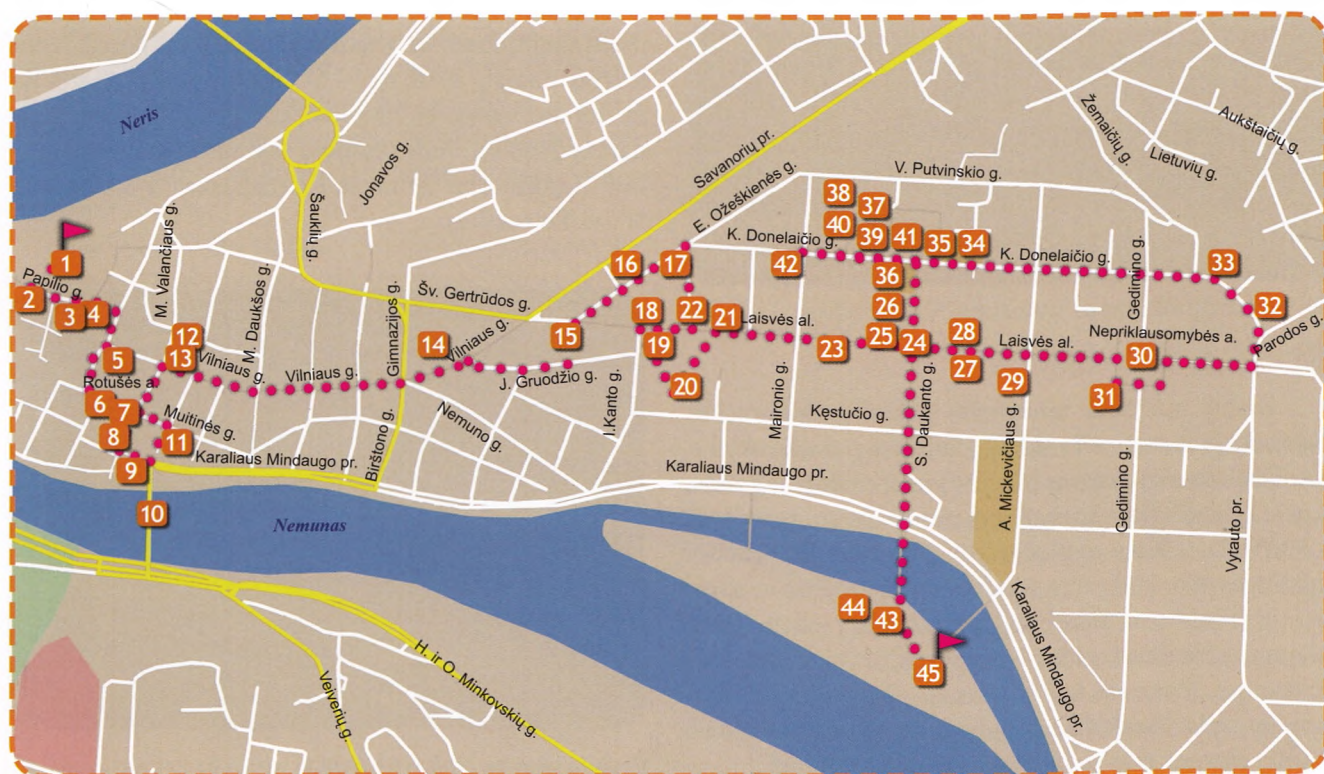 Neris
Jonavos g.
Šauklių g.
Savanorių pr.
E. Ožeškienės g.
V. Putvinskio g.
Žemaičių g.
Aukštaičių g.
Lietuvių g.
M. Valančiaus g.
1
Papilio g.
2
3
4
5
Rotušės a.
6
7
8
9
10
11
Muitinės g.
12
13
Vilniaus g.
M. Daukšos g.
Vilniaus g.
Gimnazijos g.
Šv. Gertrūdos g.
14
Vilniaus g.
15
J. Gruodžio g.
16
17
18
19
20
22
21
Laisvės al.
I.Kanto g.
Maironio g.
K. Donelaičio g.
42
38
37
40
39
41
35
34
36
K. Donelaičio g.
Gedimino g.
33
32
Parodos g.
26
25
24
23
28
27
Laisvės al.
29
Nepriklausomybės a.
30
31
Karaliaus Mindaugo pr.
Birštono g.
Nemuno g.
Karaliaus Mindaugo pr.
Kęstučio g.
S. Daukanto g.
A. Mickevičiaus g.
Gedimino g.
Vytauto pr.
Nemunas
44
43
45
Karaliaus Mindaugo pr.
H. ir O. Minkovskių g.
Veiverių g.